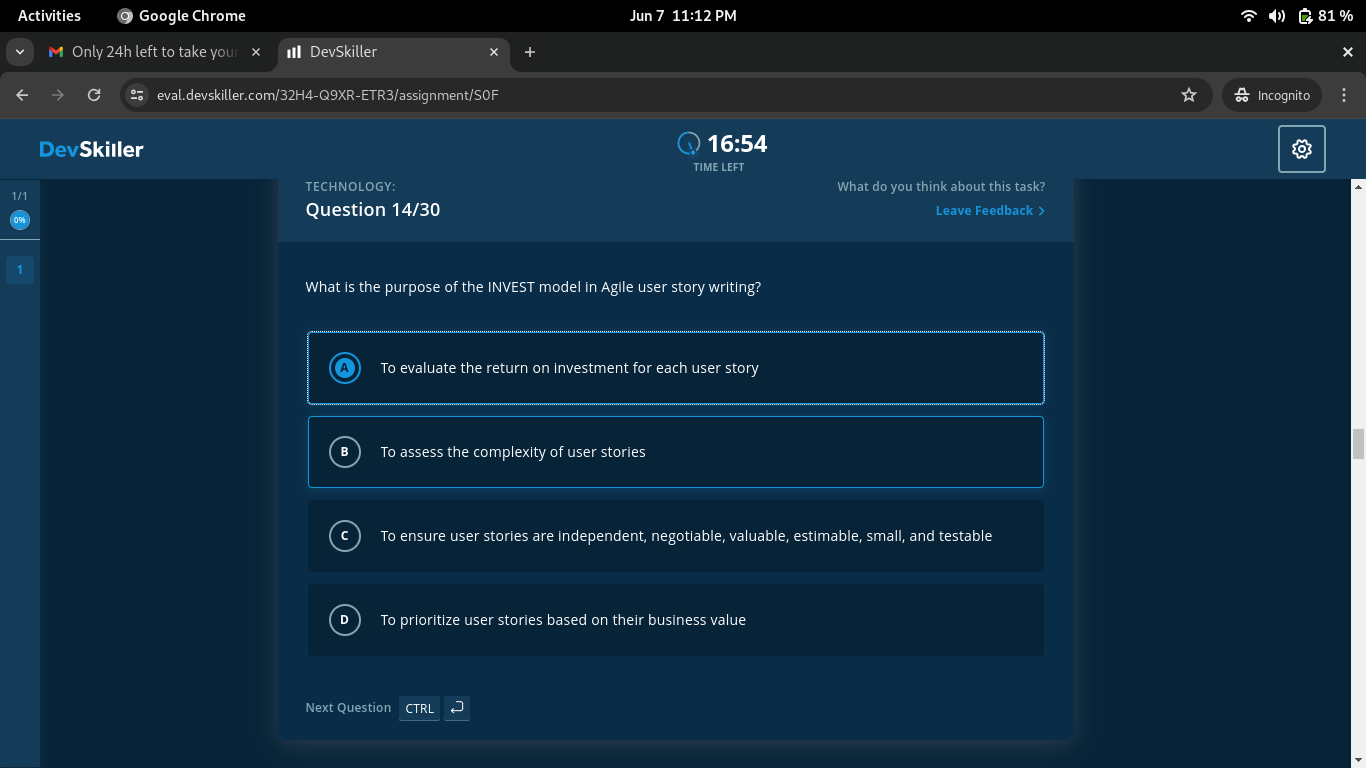 Activities Google Chrome Jun 7 11:12 PM 81 %
Only 24h left to take your DevSkiller
eval.devskiller.com/32H4-Q9XR-ETR3/assignment/S0F Incognito
DevSkiller 16:54
TIME LEFT
1/1
0%
1
TECHNOLOGY: What do you think about this task?
Question 14/30 Leave Feedback
What is the purpose of the INVEST model in Agile user story writing?
A To evaluate the return on investment for each user story
B To assess the complexity of user stories
C To ensure user stories are independent, negotiable, valuable, estimable, small, and testable
D To prioritize user stories based on their business value
Next Question CTRL